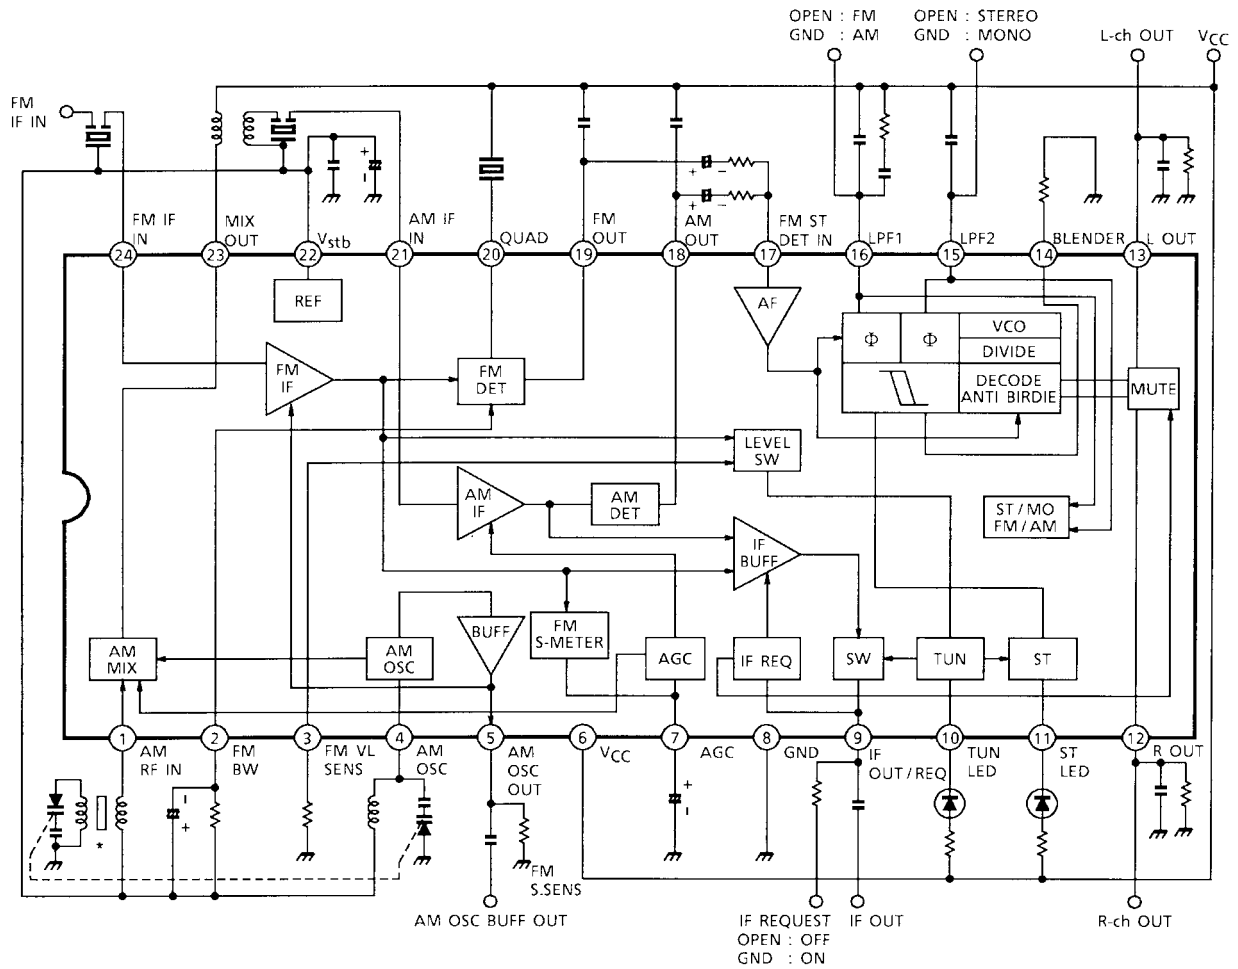 OPEN : FM
GND : AM
OPEN : STEREO
GND : MONO
L-ch OUT
VCC
FM
IF IN
+
-
+ -
+ -
FM IF
IN
MIX
OUT
Vstb
AM IF
IN
QUAD
FM
OUT
AM
OUT
FM ST
DET IN
LPF1
LPF2
BLENDER
L OUT
24
23
22
21
20
19
18
17
16
15
14
13
REF
AF
FM
IF
FM
DET
Φ
Φ
VCO
DIVIDE
DECODE
ANTI BIRDIE
MUTE
LEVEL
SW
AM
IF
AM
DET
IF
BUFF
ST/MO
FM/AM
AM
MIX
AM
OSC
BUFF
FM
S-METER
AGC
IF REQ
SW
TUN
ST
1
2
3
4
5
6
7
8
9
10
11
12
AM
RF IN
FM
BW
FM VL
SENS
AM
OSC
AM
OSC
OUT
VCC
AGC
GND
IF
OUT/REQ
TUN
LED
ST
LED
R OUT
*
-
+
+
-
FM
S.SENS
AM OSC BUFF OUT
IF REQUEST
OPEN : OFF
GND : ON
IF OUT
R-ch OUT